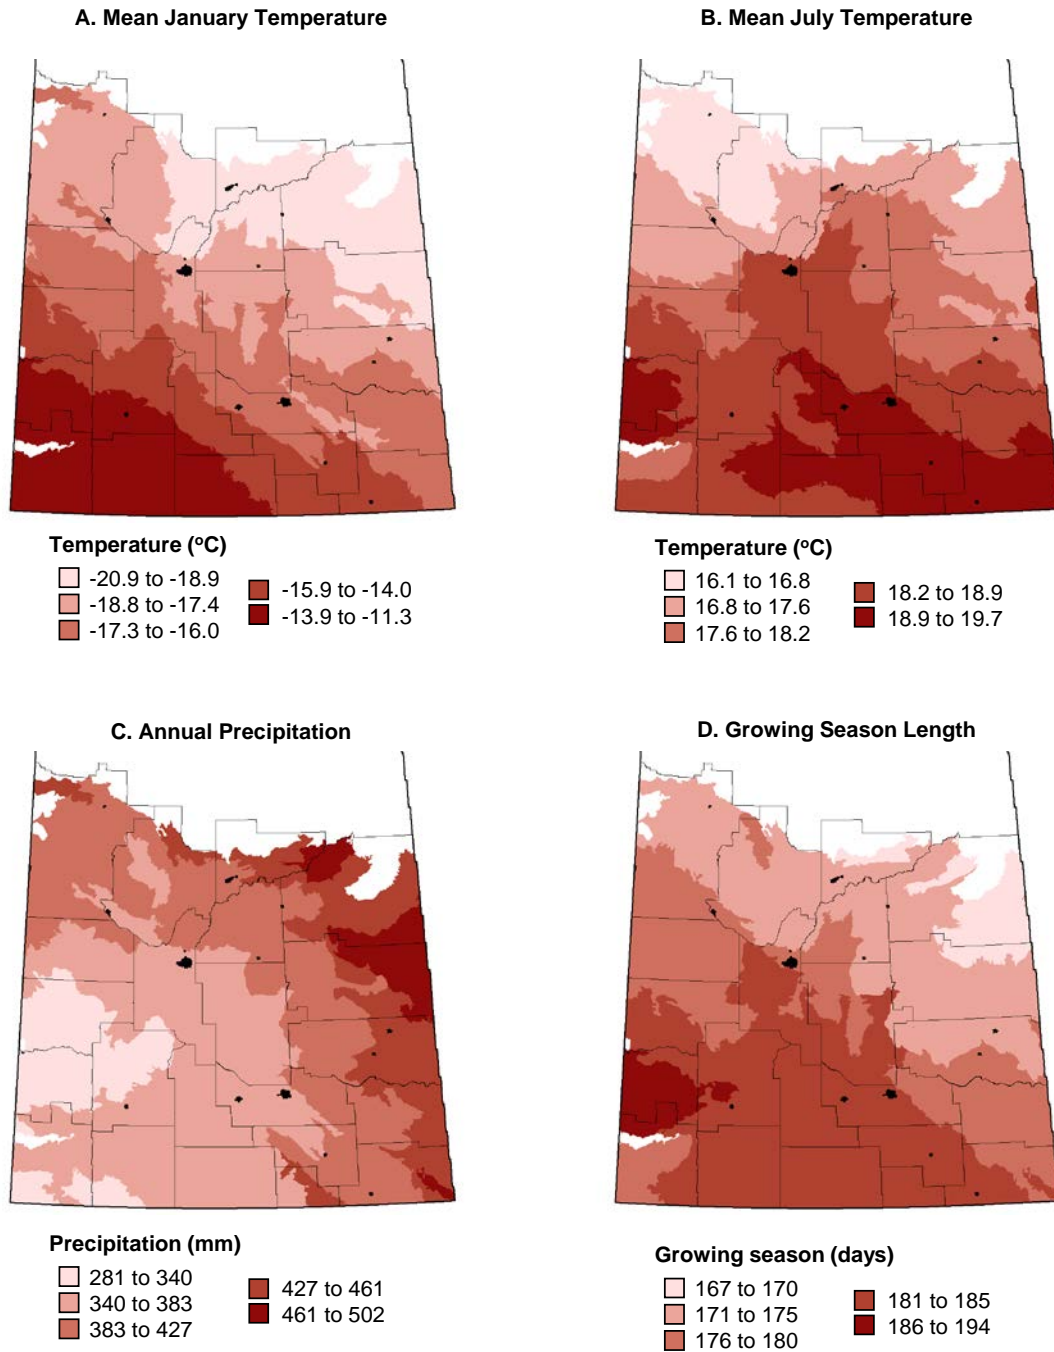 A. Mean January Temperature
Temperature (oC)
-20.9 to -18.9
-18.8 to -17.4
-17.3 to -16.0
-15.9 to -14.0
-13.9 to -11.3
B. Mean July Temperature
Temperature (oC)
16.1 to 16.8
16.8 to 17.6
17.6 to 18.2
18.2 to 18.9
18.9 to 19.7
C. Annual Precipitation
Precipitation (mm)
281 to 340
340 to 383
383 to 427
427 to 461
461 to 502
D. Growing Season Length
Growing season (days)
167 to 170
171 to 175
176 to 180
181 to 185
186 to 194